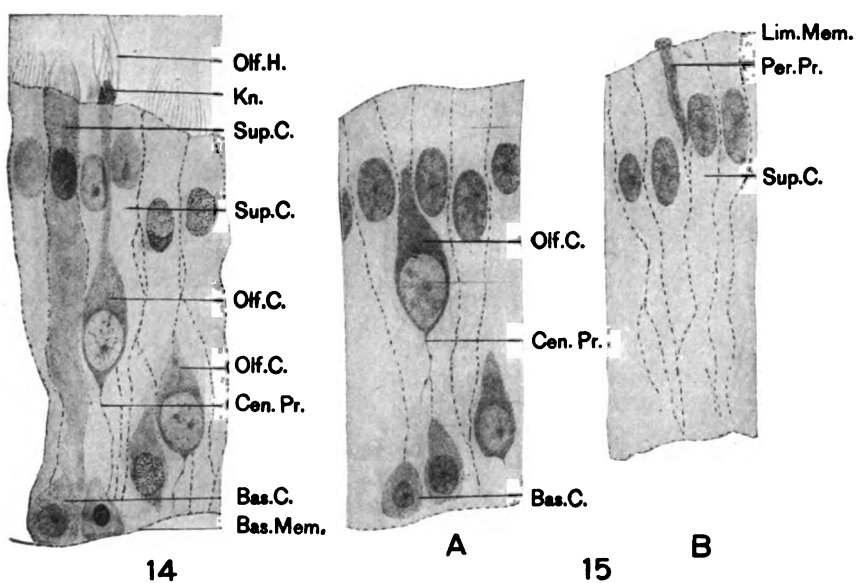 Olf.H.
Kn.
Sup.C.
Sup.C.
Olf.C.
Olf.C.
Cen. Pr.
Bas.C.
Bas.Mem.
14
Olf.C.
Cen. Pr.
Bas.C.
A
15
Lim.Mem.
Per.Pr.
Sup.C.
B